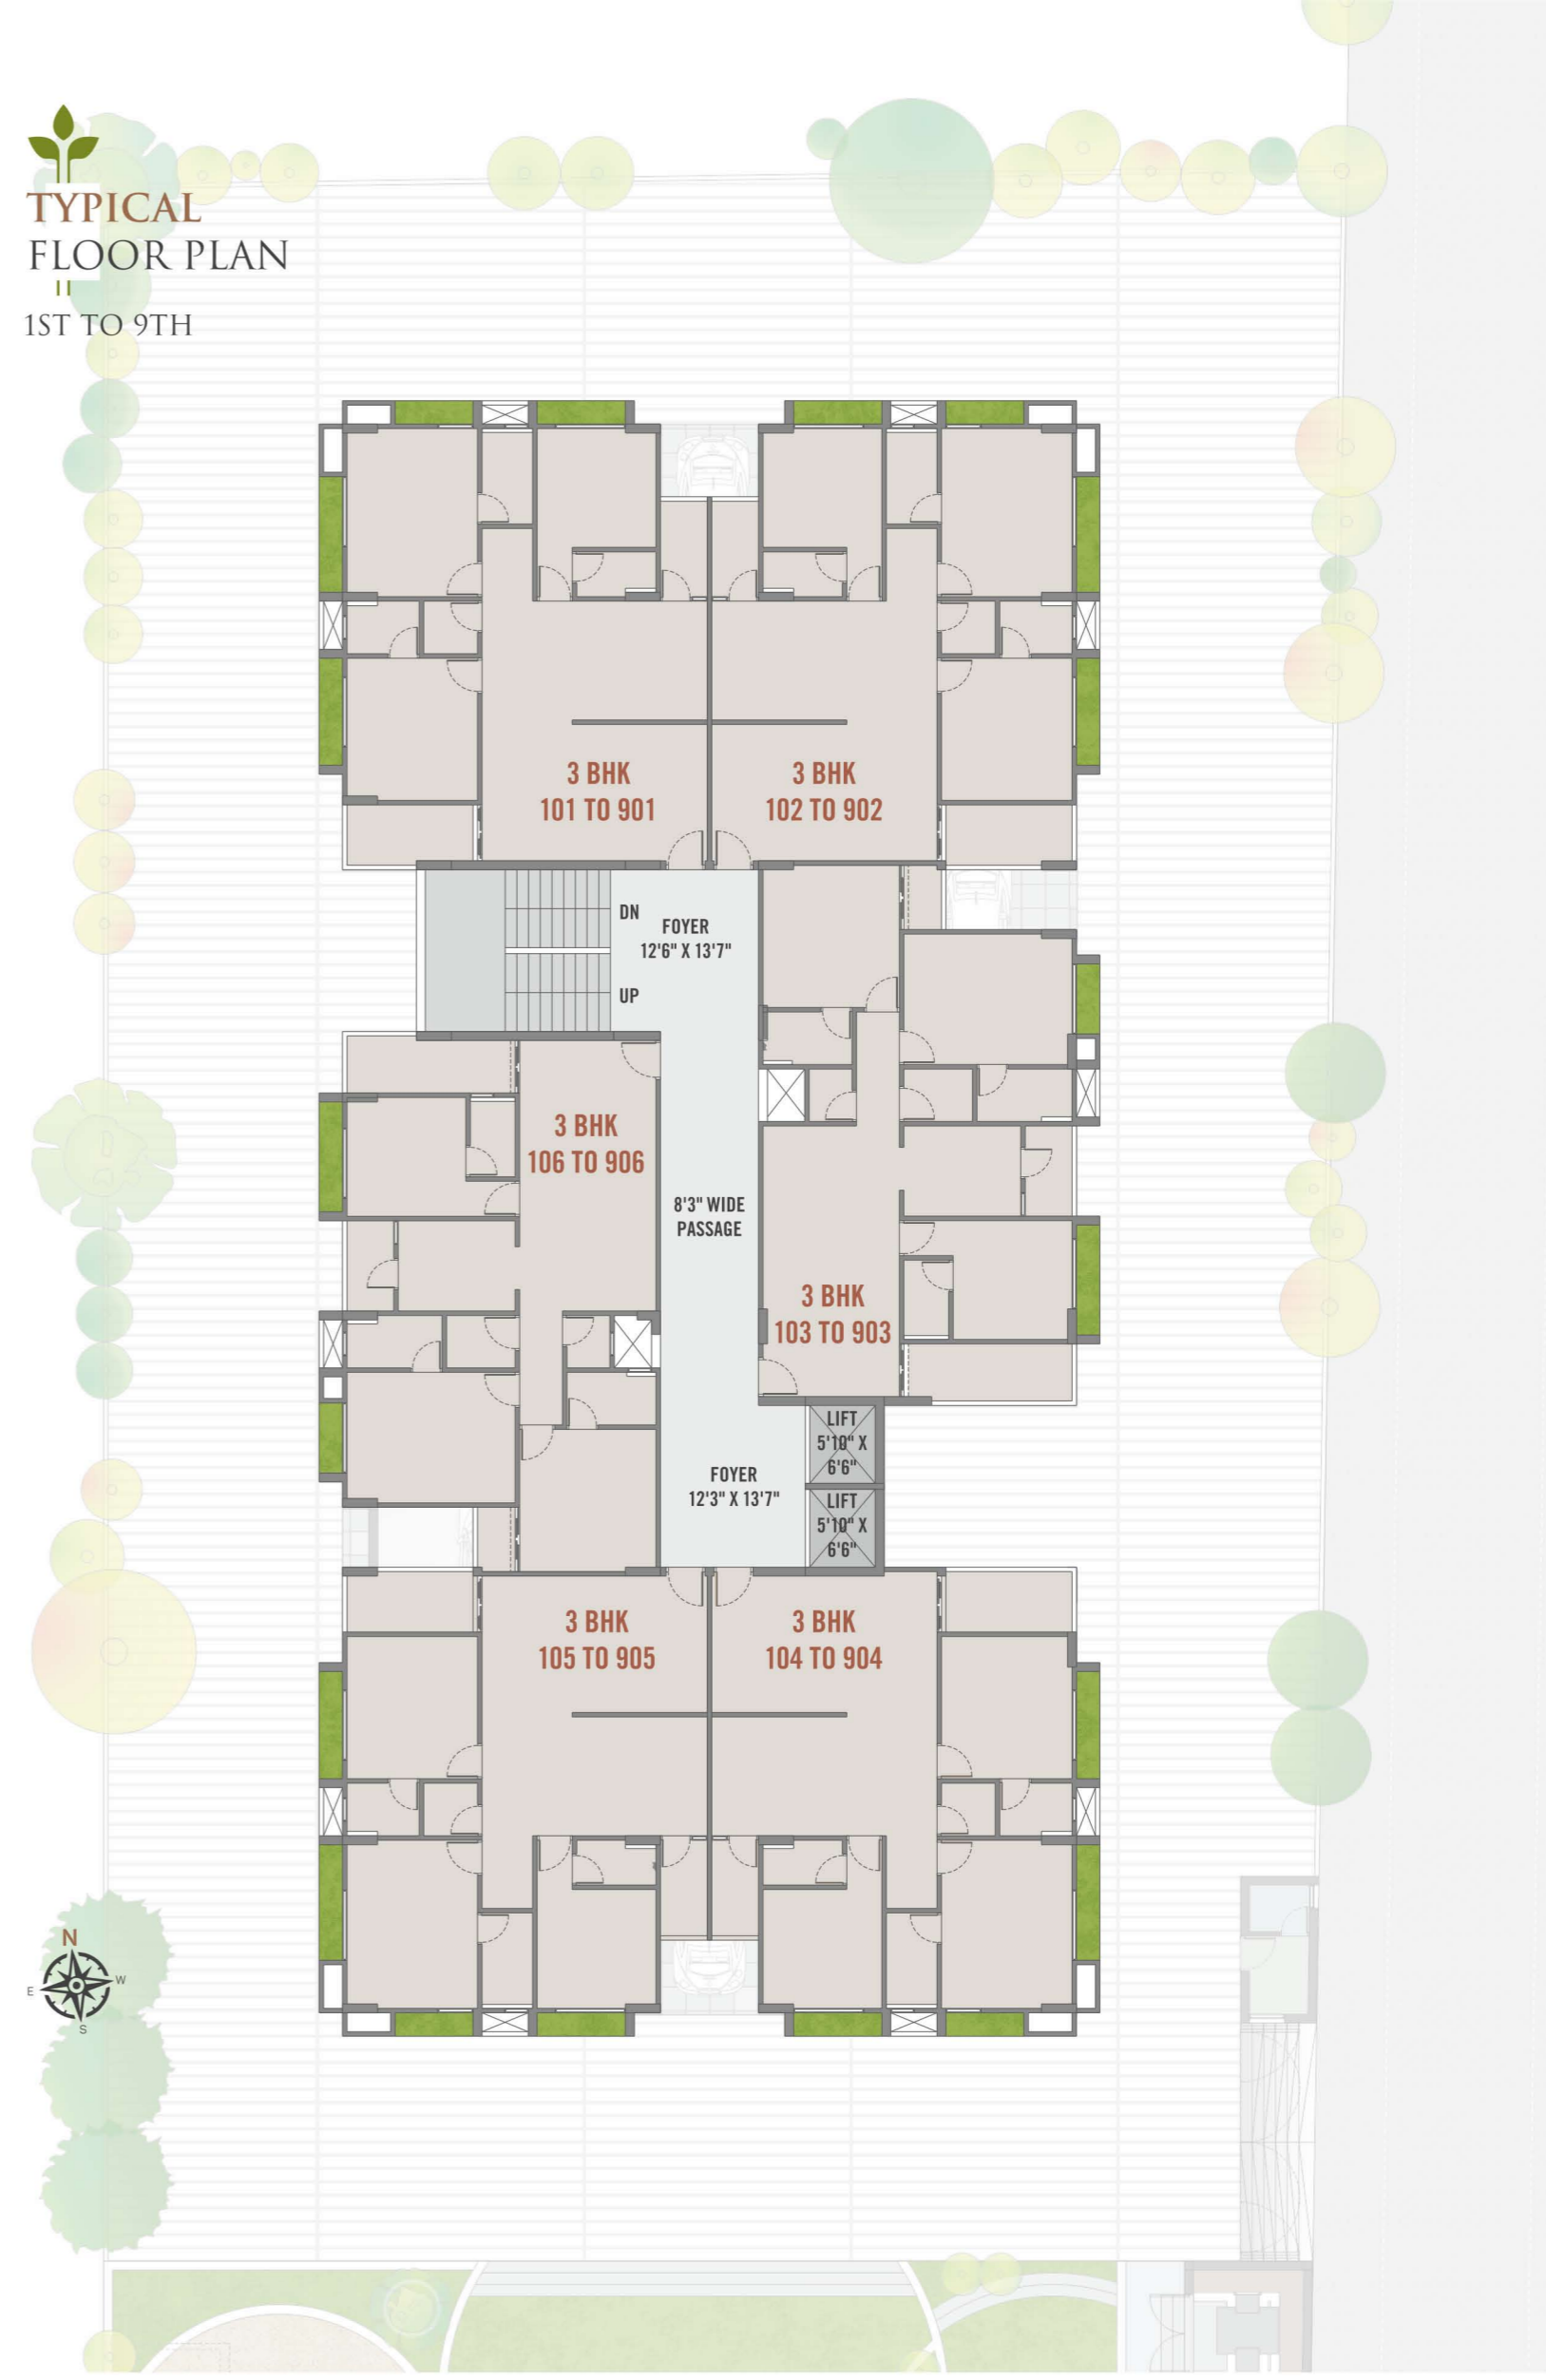 TYPICAL
FLOOR PLAN
1ST TO 9TH
3 BHK
101 TO 901
3 BHK
102 TO 902
DN
FOYER
12'6" X 13'7"
UP
3 BHK
106 TO 906
8'3" WIDE
PASSAGE
3 BHK
103 TO 903
LIFT
5'10" X
6'6"
FOYER
12'3" X 13'7"
LIFT
5'10" X
6'6"
3 BHK
105 TO 905
3 BHK
104 TO 904
N
E
W
S